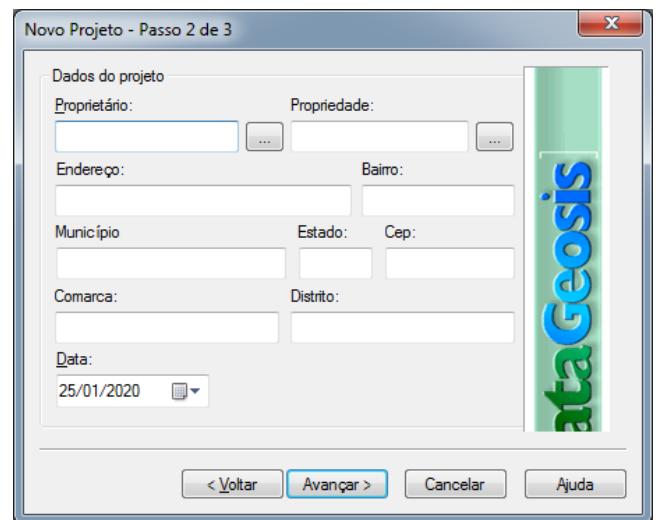 Novo Projeto - Passo 2 de 3
Dados do projeto
Proprietário: Propriedade:
... ...
Endereço: Bairro:
Município Estado: Cep:
Comarca: Distrito:
Data:
25/01/2020
< Voltar Avançar > Cancelar Ajuda
ataGeosis